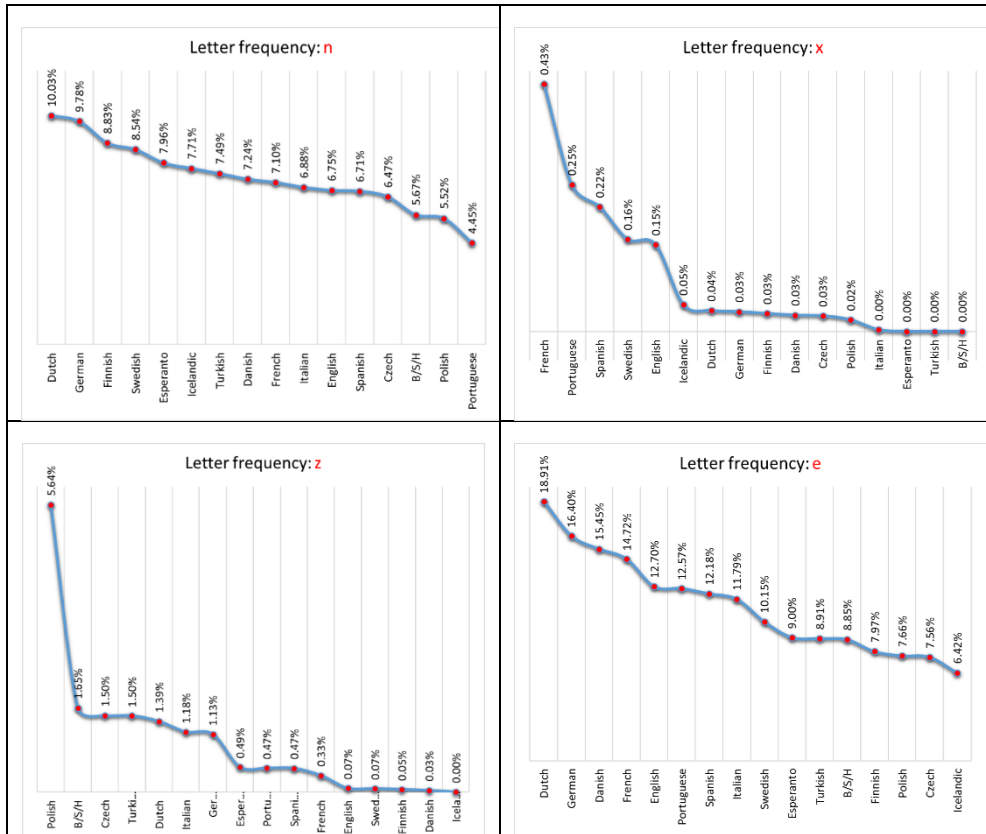 Letter frequency: n
10.03%
9.78%
8.83%
8.54%
7.96%
7.71%
7.49%
7.24%
7.10%
6.88%
6.75%
6.71%
6.47%
5.67%
5.52%
4.45%
Dutch
German
Finnish
Swedish
Esperanto
Icelandic
Turkish
Danish
French
Italian
English
Spanish
Czech
B/S/H
Polish
Portuguese
Letter frequency: x
0.43%
0.25%
0.22%
0.16%
0.15%
0.05%
0.04%
0.03%
0.03%
0.03%
0.03%
0.02%
0.00%
0.00%
0.00%
0.00%
French
Portuguese
Spanish
Swedish
English
Icelandic
Dutch
German
Finnish
Danish
Czech
Polish
Italian
Esperanto
Turkish
B/S/H
Letter frequency: z
5.64%
1.65%
1.50%
1.50%
1.39%
1.18%
1.13%
0.49%
0.47%
0.47%
0.33%
0.07%
0.07%
0.05%
0.03%
0.00%
Polish
B/S/H
Czech
Turki...
Dutch
Italian
Ger...
Esper...
Portu...
Spani...
French
English
Swed...
Finnish
Danish
Icela...
Letter frequency: e
18.91%
16.40%
15.45%
14.72%
12.70%
12.57%
12.18%
11.79%
10.15%
9.00%
8.91%
8.85%
7.97%
7.66%
7.56%
6.42%
Dutch
German
Danish
French
English
Portuguese
Spanish
Italian
Swedish
Esperanto
Turkish
B/S/H
Finnish
Polish
Czech
Icelandic